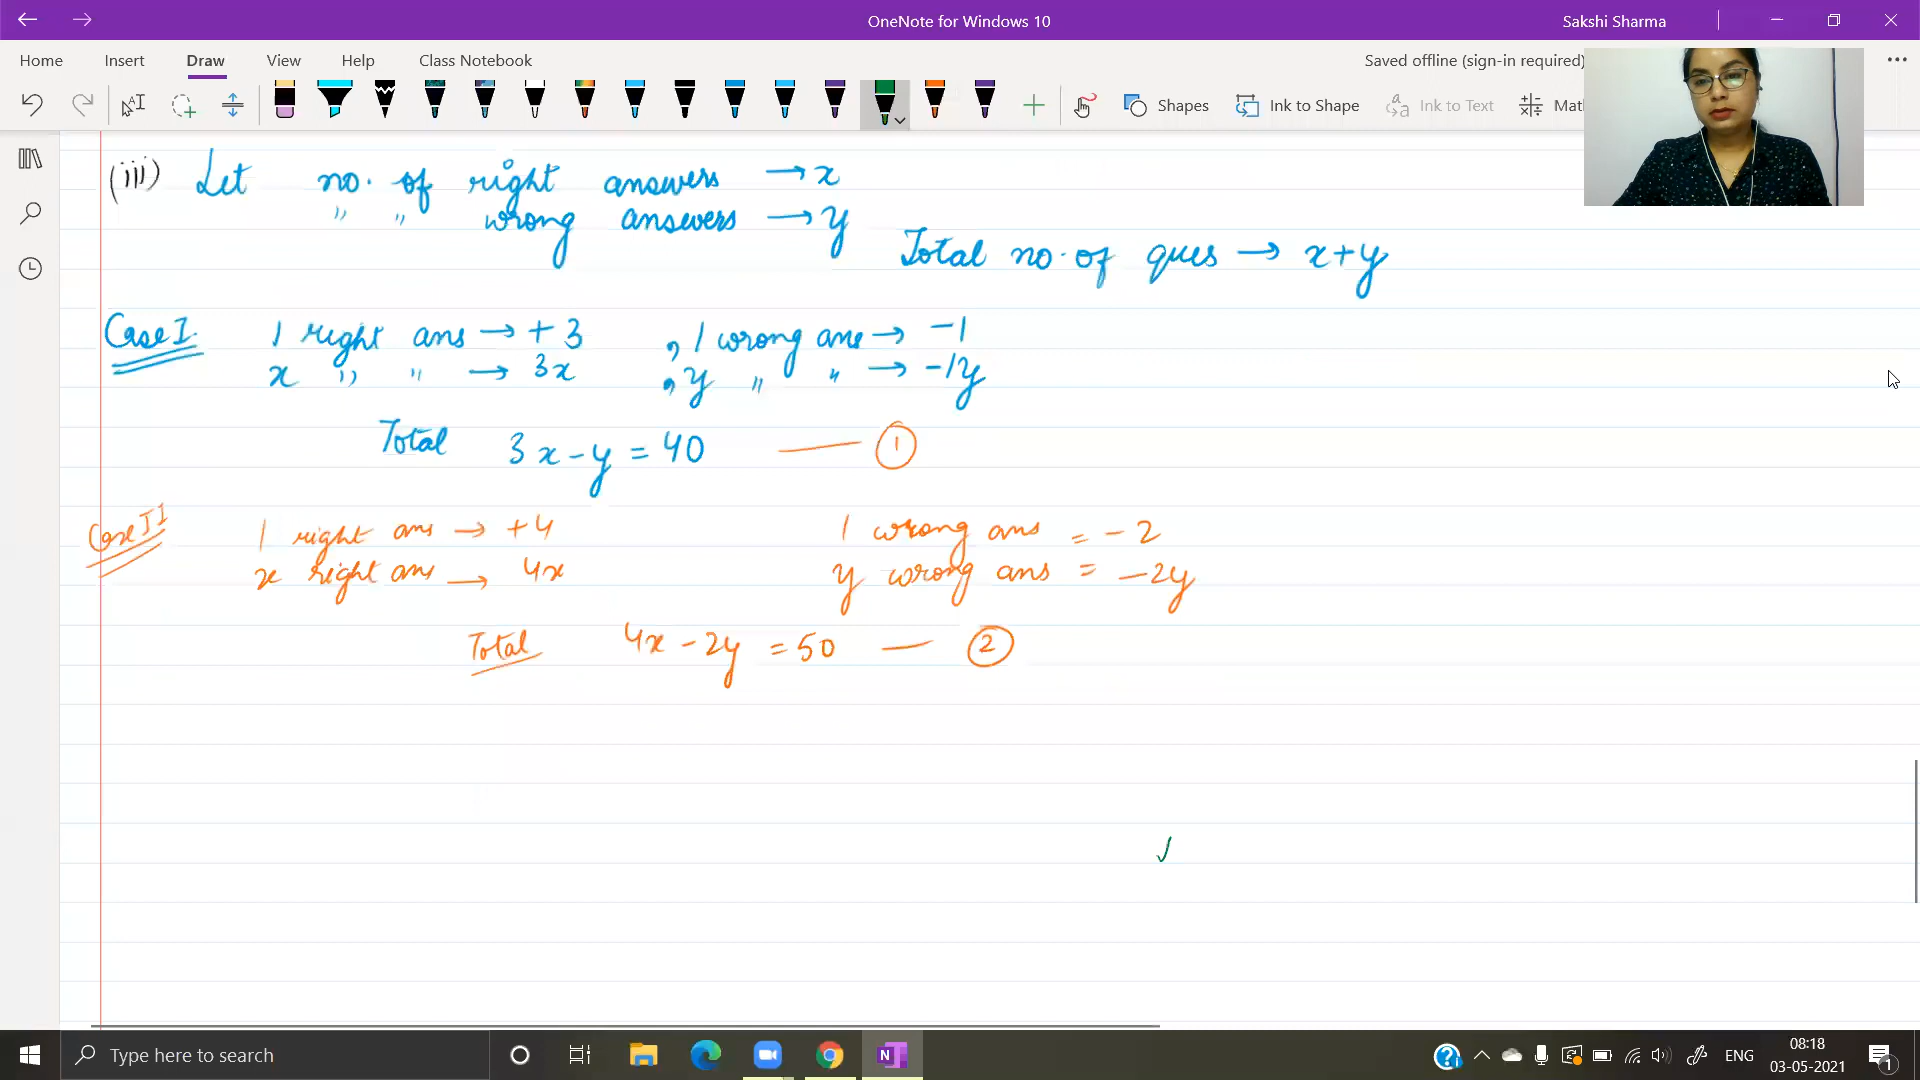 OneNote for Windows 10
Sakshi Sharma
Home Insert Draw View Help Class Notebook
Saved offline (sign-in required)
Shapes Ink to Shape Ink to Text Math
(iii) Let no. of right answers → x
" " wrong answers → y
Total no. of ques → x+y
Case I 1 right ans → +3 , 1 wrong ans → -1
x " " → 3x , y " " → -1y
Total 3x - y = 40 — 1
Case II 1 right ans → +4 1 wrong ans = -2
x right ans → 4x y wrong ans = -2y
Total 4x - 2y = 50 — 2
✓
Type here to search
ENG
08:18
03-05-2021
1